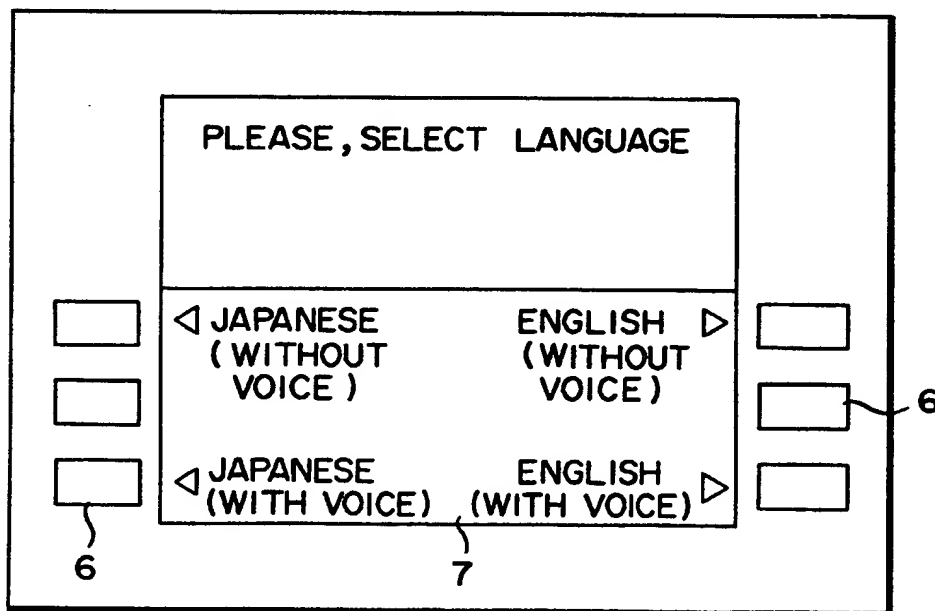 PLEASE, SELECT LANGUAGE
◁ JAPANESE
(WITHOUT
VOICE)
ENGLISH ▷
(WITHOUT
VOICE)
6
◁ JAPANESE
(WITH VOICE)
ENGLISH ▷
(WITH VOICE)
6
7